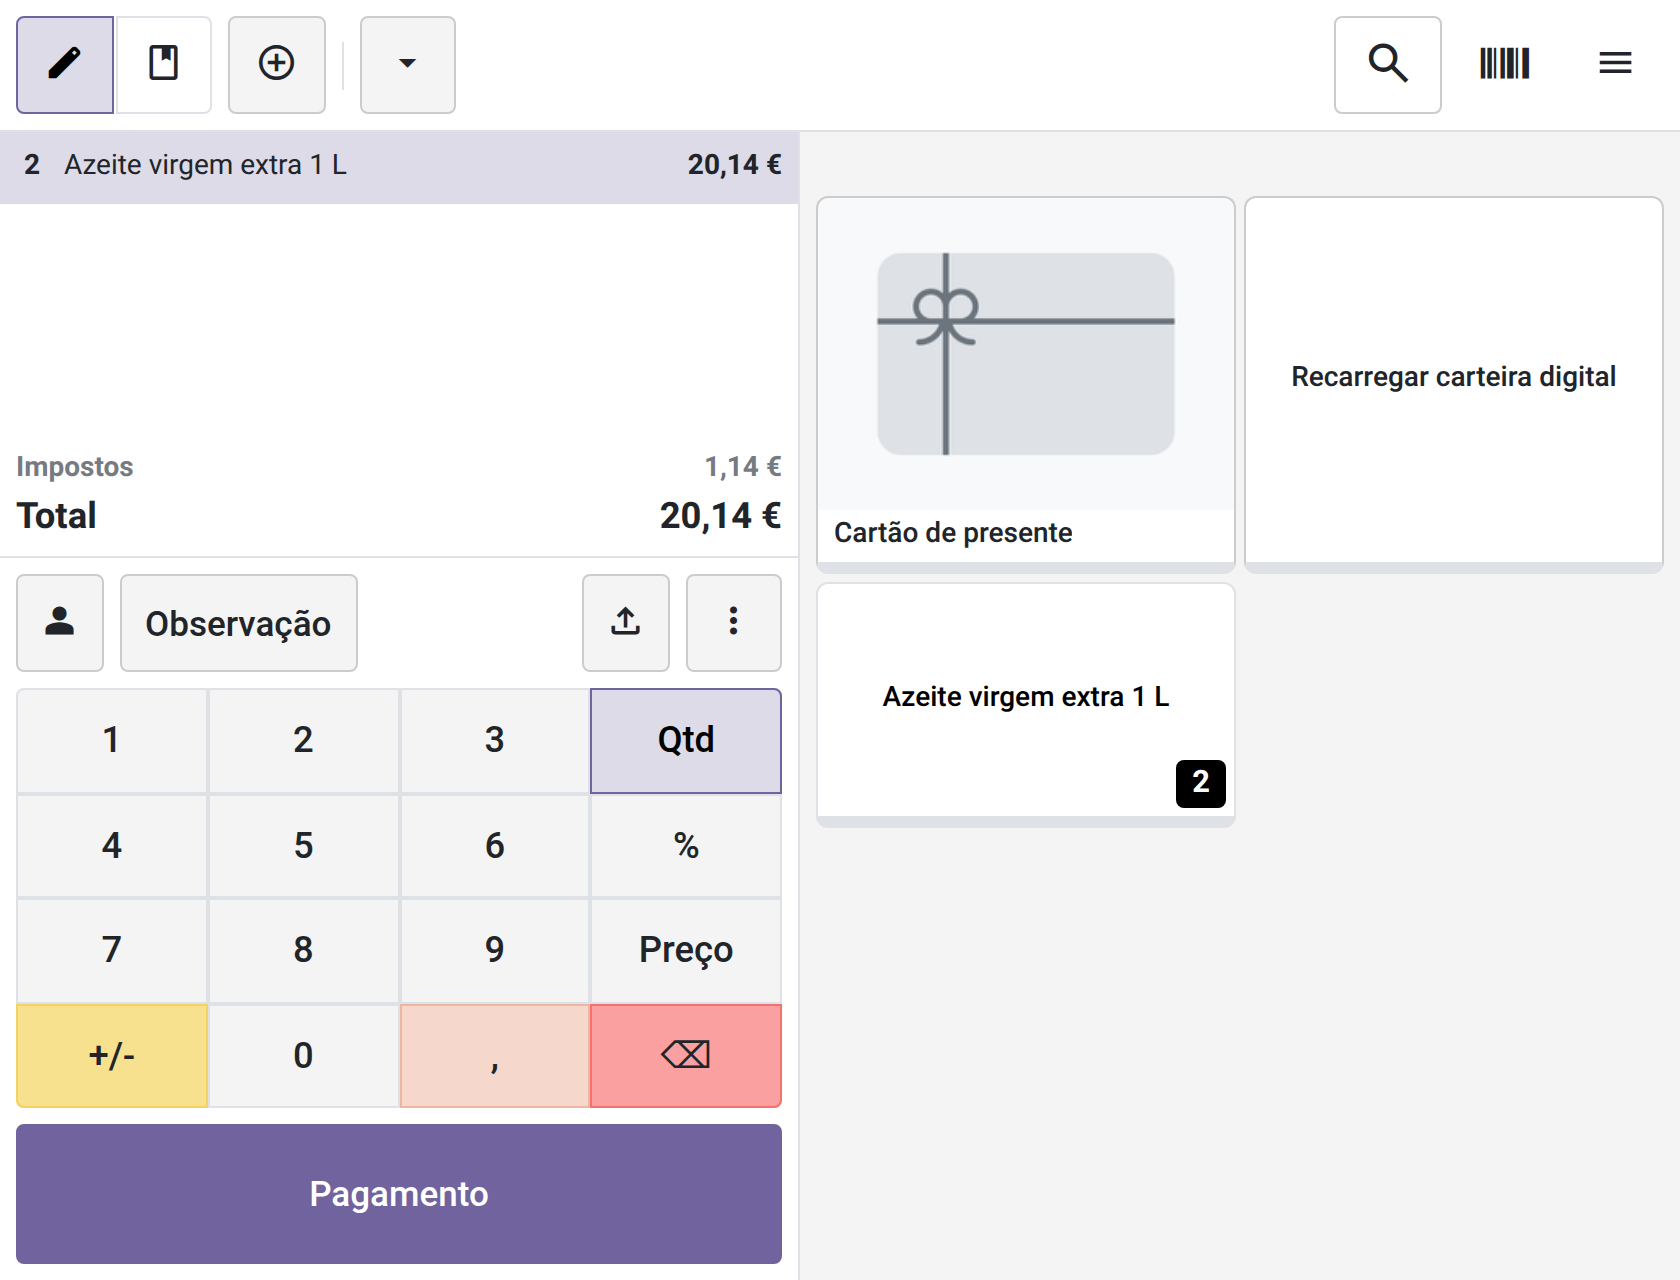 2 Azeite virgem extra 1 L 20,14 €
Impostos 1,14 €
Total 20,14 €
Observação
1 2 3 Qtd
4 5 6 %
7 8 9 Preço
+/- 0 , ⌫
Pagamento
Cartão de presente
Recarregar carteira digital
Azeite virgem extra 1 L
2